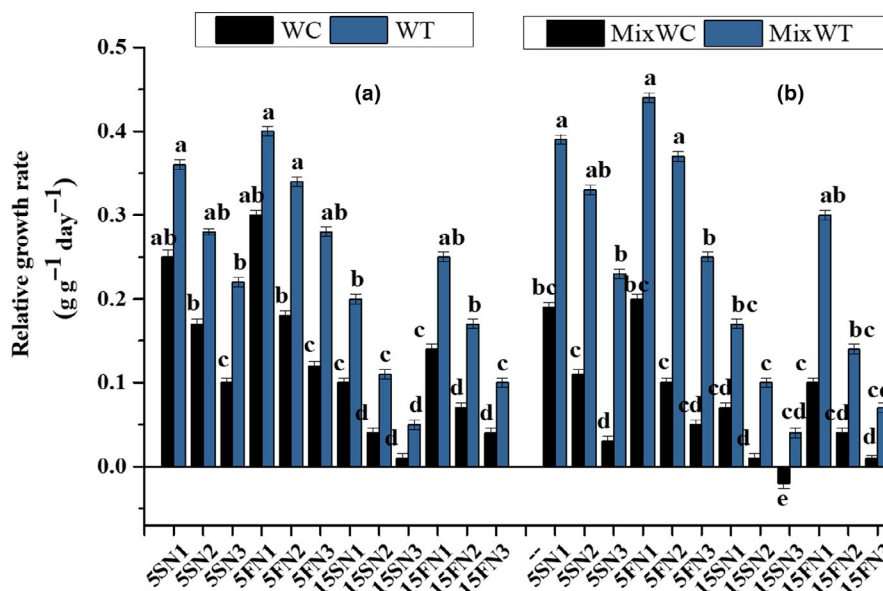 WC WT MixWC MixWT
(a) (b)
Relative growth rate
(g g⁻¹ day⁻¹)
0.5
0.4
0.3
0.2
0.1
0.0
ab a b ab c b ab a b a c ab c b d d d c ab d b d c
bc a c ab d b bc a c a cd b cd bc d c e cd c ab d bc d cd
5SN1 5SN2 5SN3 5FN1 5FN2 5FN3 15SN1 15SN2 15SN3 15FN1 15FN2 15FN3 -- 5SN1 5SN2 5SN3 5FN1 5FN2 5FN3 15SN1 15SN2 15SN3 15FN1 15FN2 15FN3